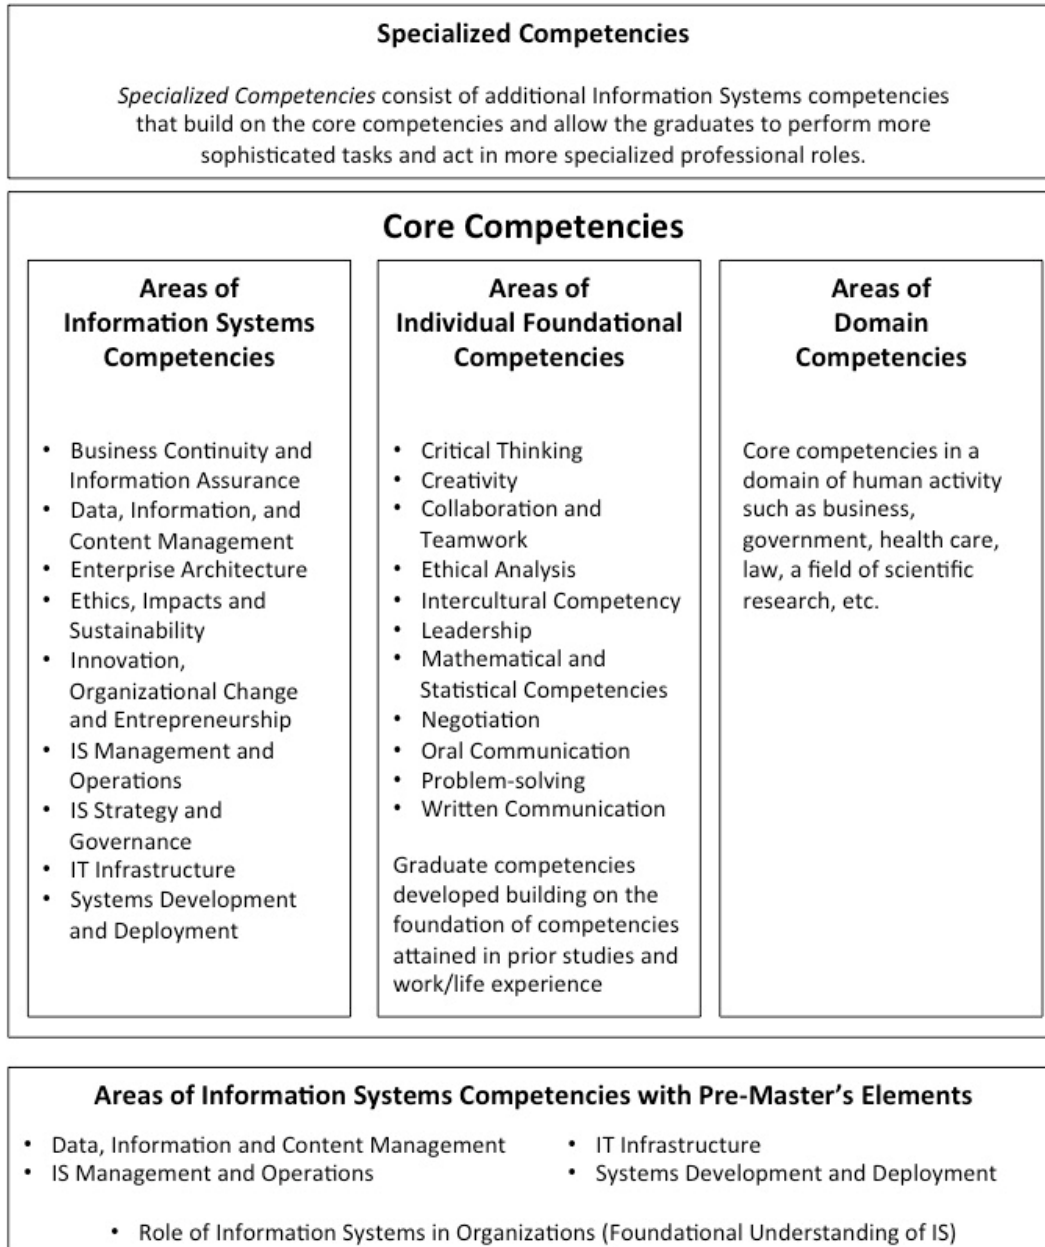 Specialized Competencies
Specialized Competencies consist of additional Information Systems competencies
that build on the core competencies and allow the graduates to perform more
sophisticated tasks and act in more specialized professional roles.
Core Competencies
Areas of
Information Systems
Competencies
• Business Continuity and
Information Assurance
• Data, Information, and
Content Management
• Enterprise Architecture
• Ethics, Impacts and
Sustainability
• Innovation,
Organizational Change
and Entrepreneurship
• IS Management and
Operations
• IS Strategy and
Governance
• IT Infrastructure
• Systems Development
and Deployment
Areas of
Individual Foundational
Competencies
• Critical Thinking
• Creativity
• Collaboration and
Teamwork
• Ethical Analysis
• Intercultural Competency
• Leadership
• Mathematical and
Statistical Competencies
• Negotiation
• Oral Communication
• Problem-solving
• Written Communication
Graduate competencies
developed building on the
foundation of competencies
attained in prior studies and
work/life experience
Areas of
Domain
Competencies
Core competencies in a
domain of human activity
such as business,
government, health care,
law, a field of scientific
research, etc.
Areas of Information Systems Competencies with Pre-Master’s Elements
• Data, Information and Content Management
• IS Management and Operations
• IT Infrastructure
• Systems Development and Deployment
• Role of Information Systems in Organizations (Foundational Understanding of IS)